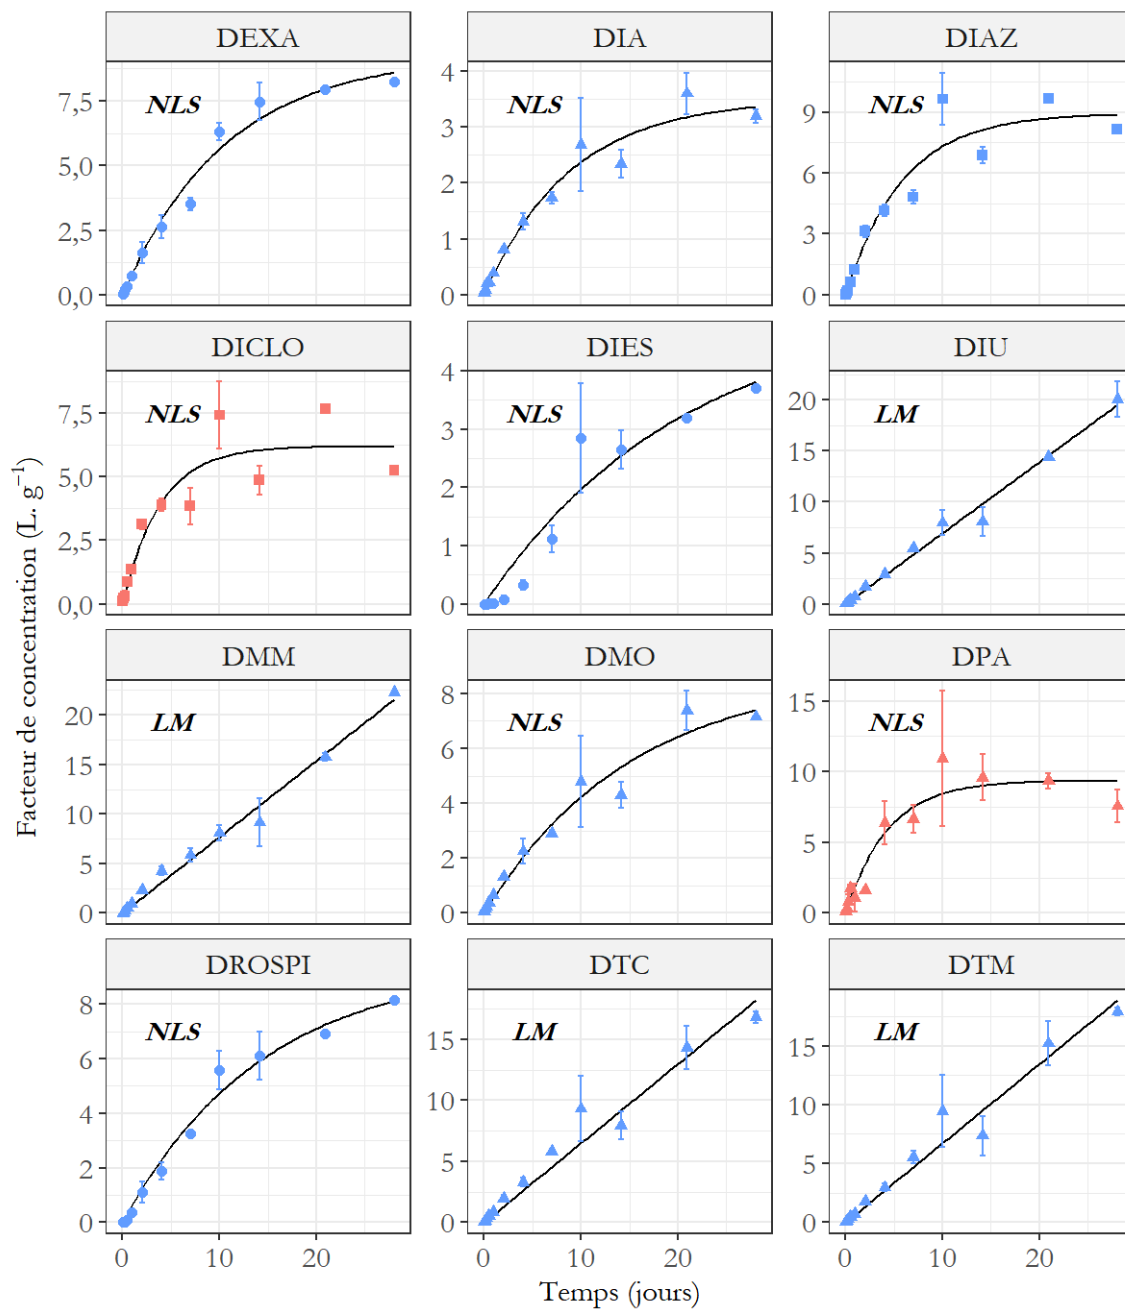 DEXA DIA DIAZ
NLS NLS NLS
7,5 5,0 2,5 0,0
4 3 2 1 0
9 6 3 0
DICLO DIES DIU
NLS NLS LM
7,5 5,0 2,5 0,0
4 3 2 1 0
20 15 10 5 0
Facteur de concentration (L. g⁻¹)
DMM DMO DPA
LM NLS NLS
20 15 10 5 0
8 6 4 2 0
15 10 5 0
DROSPI DTC DTM
NLS LM LM
8 6 4 2 0
15 10 5 0
15 10 5 0
0 10 20 0 10 20 0 10 20
Temps (jours)